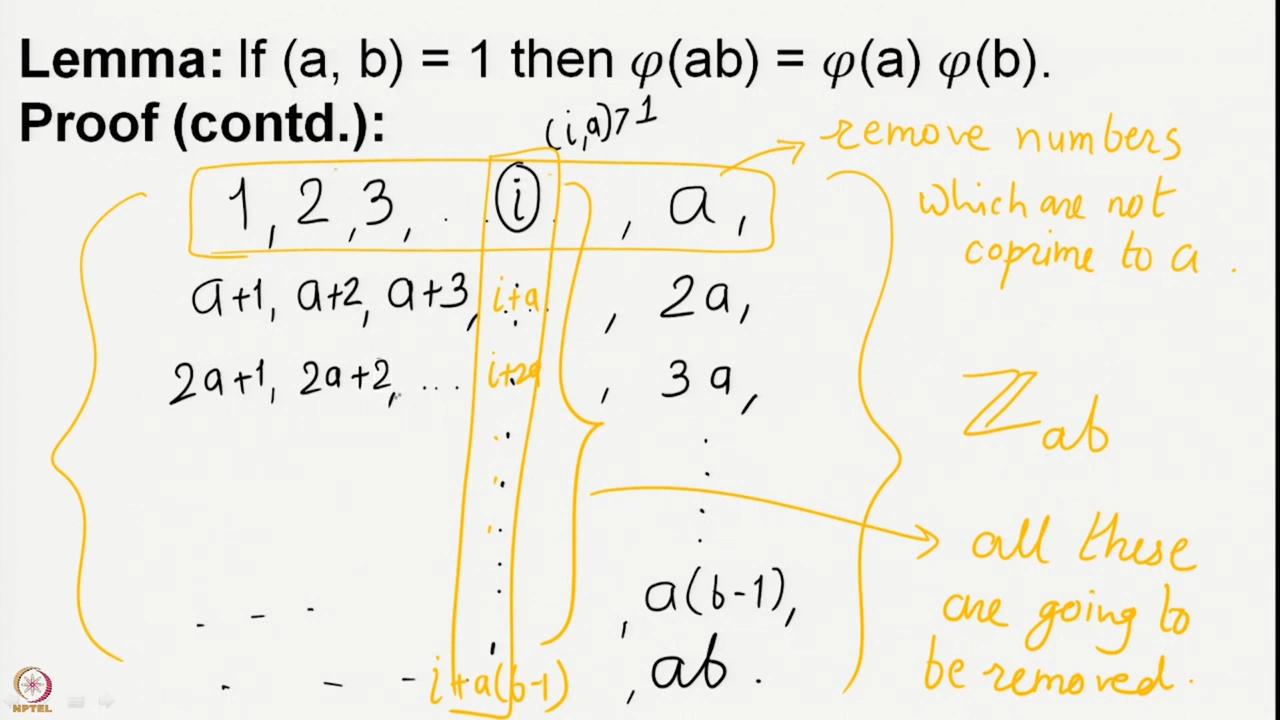 Lemma: If (a, b) = 1 then φ(ab) = φ(a) φ(b).
Proof (contd.):
(i,a)>1
remove numbers
which are not
coprime to a.
1, 2, 3, . . i . , a,
a+1, a+2, a+3, i+a , 2a,
2a+1, 2a+2, ... i+2a , 3a,
ℤab
all these
are going to
be removed.
, a(b-1),
i+a(b-1) , ab.
NPTEL